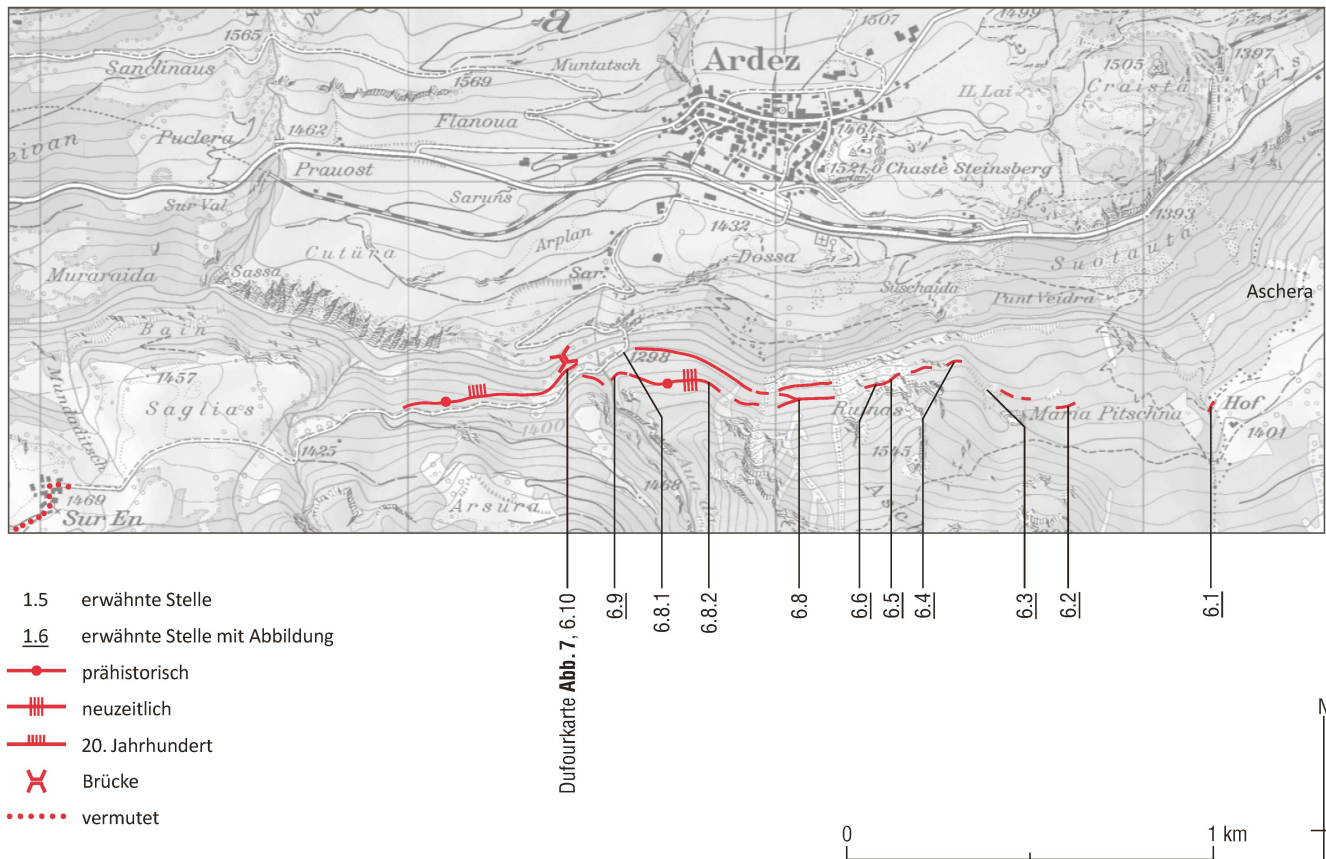 1565
a
1507
1499
Sanclinaus
Muntatsch
Ardez
1505
1397
1569
Craista
IL Lai
Flanoua
Puclera
1462
1464
Prauost
1521
Chastè Steinsberg
Sur Val
Saruns
1432
1393
Arplan
Cutüra
Dossa
Suotauta
Muraraida
Sassa
Sar.
Suschaida
Punt Veidra
Aschera
Bain
1298
1457
Mundaditsch
Saglias
Ruinas
Maria Pitschna
Hof
1400
1401
1425
1545
1468
1469
Arsüra
Sur En
Dufourkarte Abb. 7, 6.10
6.9
6.8.1
6.8.2
6.8
6.6
6.5
6.4
6.3
6.2
6.1
1.5 erwähnte Stelle
1.6 erwähnte Stelle mit Abbildung
prähistorisch
neuzeitlich
20. Jahrhundert
Brücke
vermutet
N
0 1 km